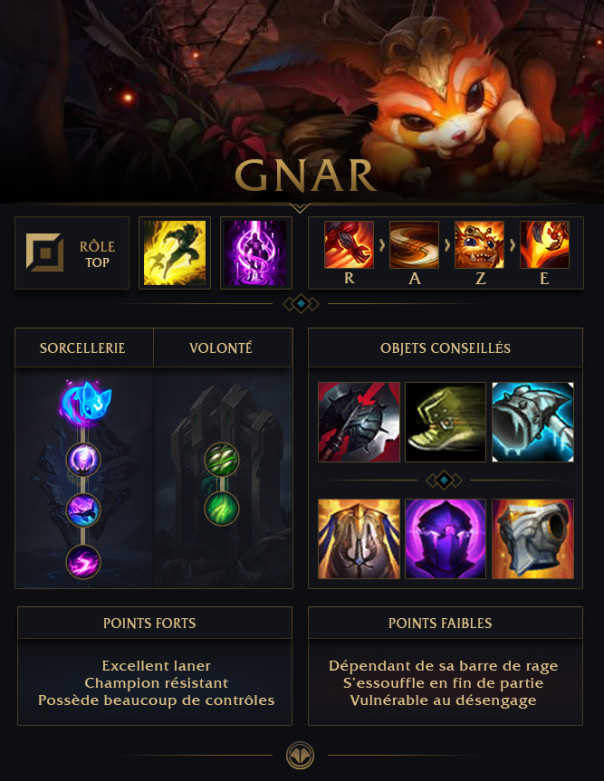 GNAR
RÔLE
TOP
R A Z E
SORCELLERIE
VOLONTÉ
OBJETS CONSEILLÉS
POINTS FORTS
Excellent laner
Champion résistant
Possède beaucoup de contrôles
POINTS FAIBLES
Dépendant de sa barre de rage
S'essouffle en fin de partie
Vulnérable au désengage